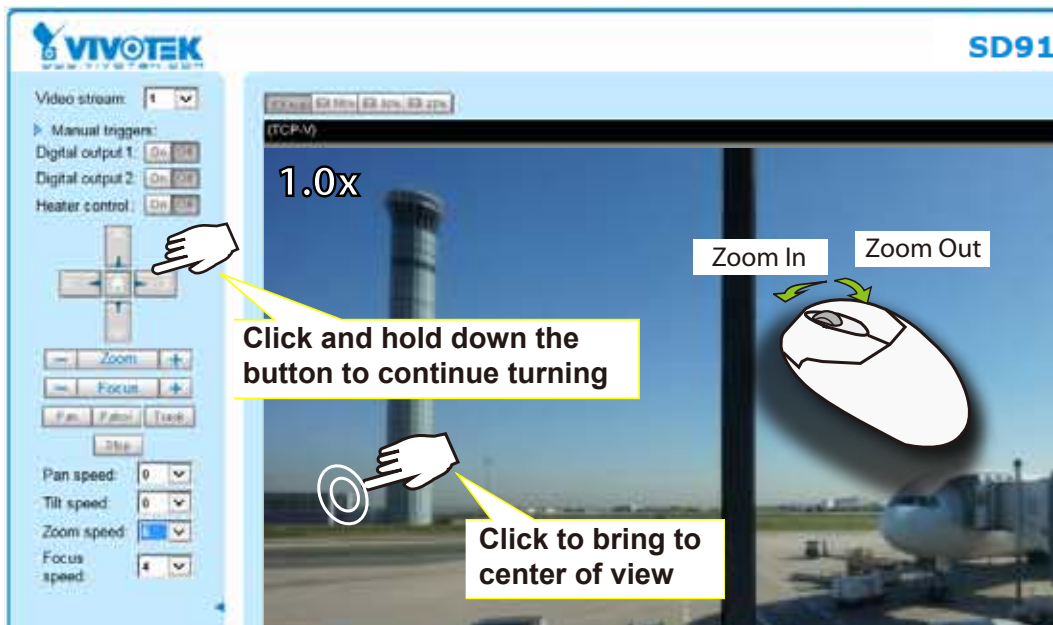 VIVOTEK
WWW.VIVOTEK.COM
SD91
Video stream: 1
Manual triggers:
Digital output 1: On Off
Digital output 2: On Off
Heater control: On Off
Zoom
Focus
Pan Patrol Track
Stop
Pan speed: 0
Tilt speed: 0
Zoom speed:
Focus speed: 4
(TCP-V)
1.0x
Zoom In
Zoom Out
Click and hold down the
button to continue turning
Click to bring to
center of view